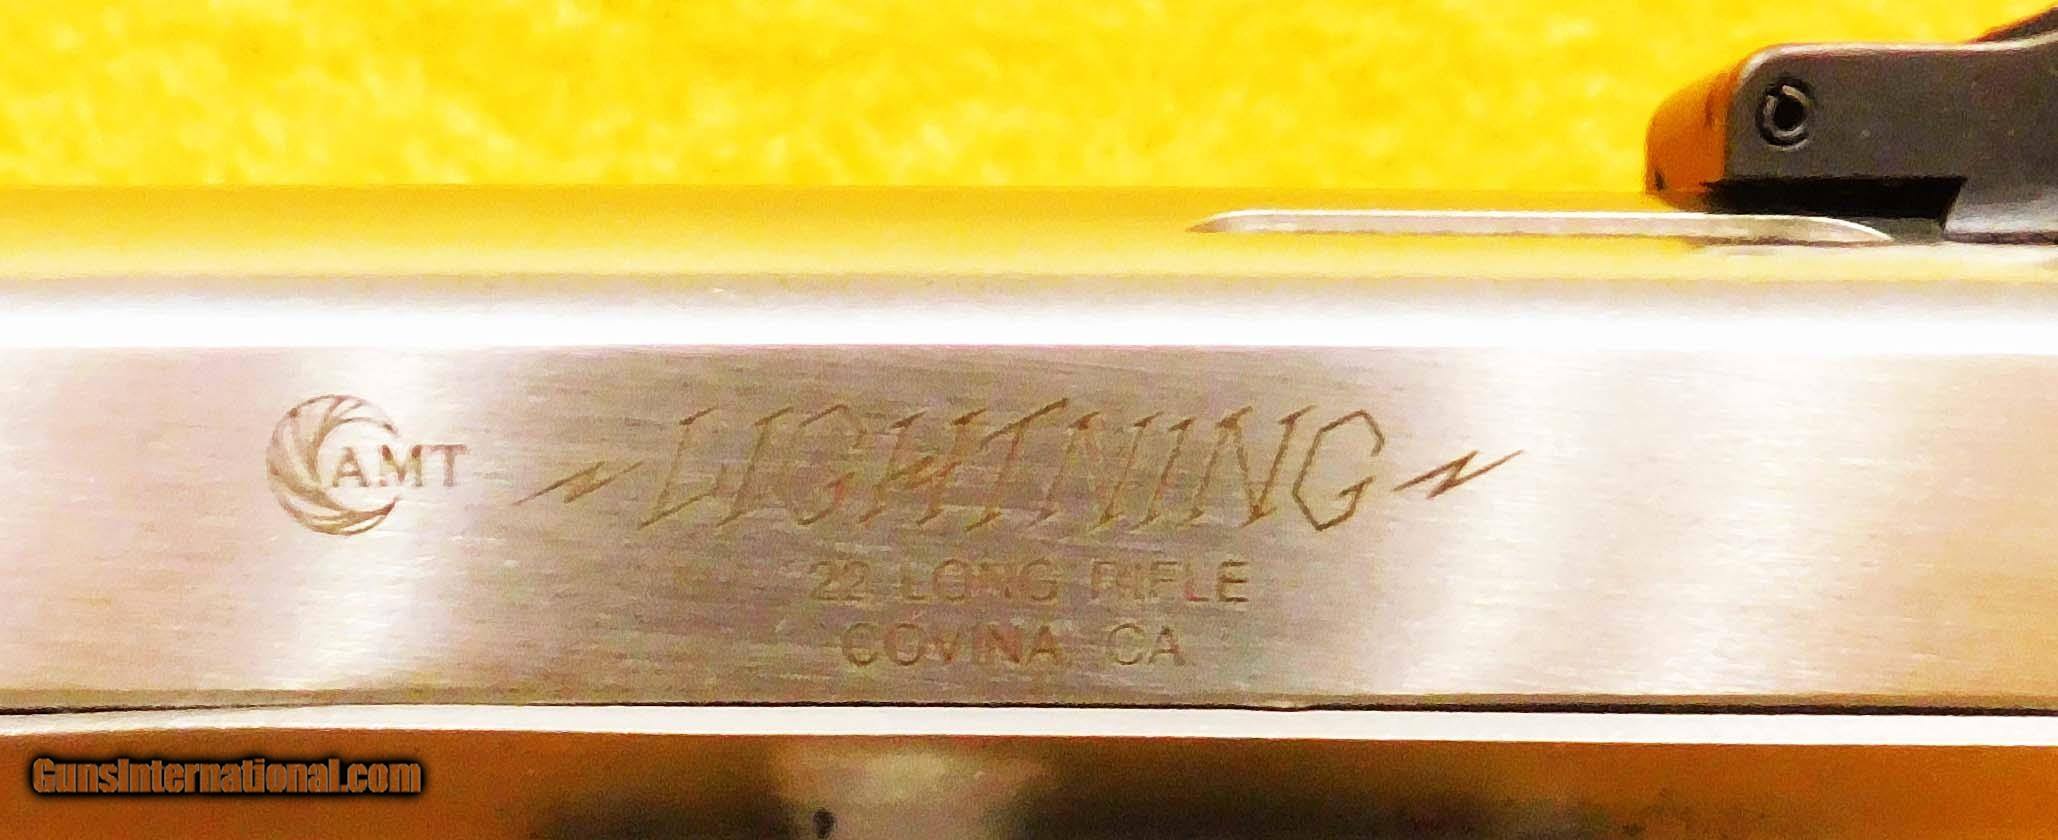 AMT LIGHTNING
22 LONG RIFLE
COVINA, CA
GunsInternational.com